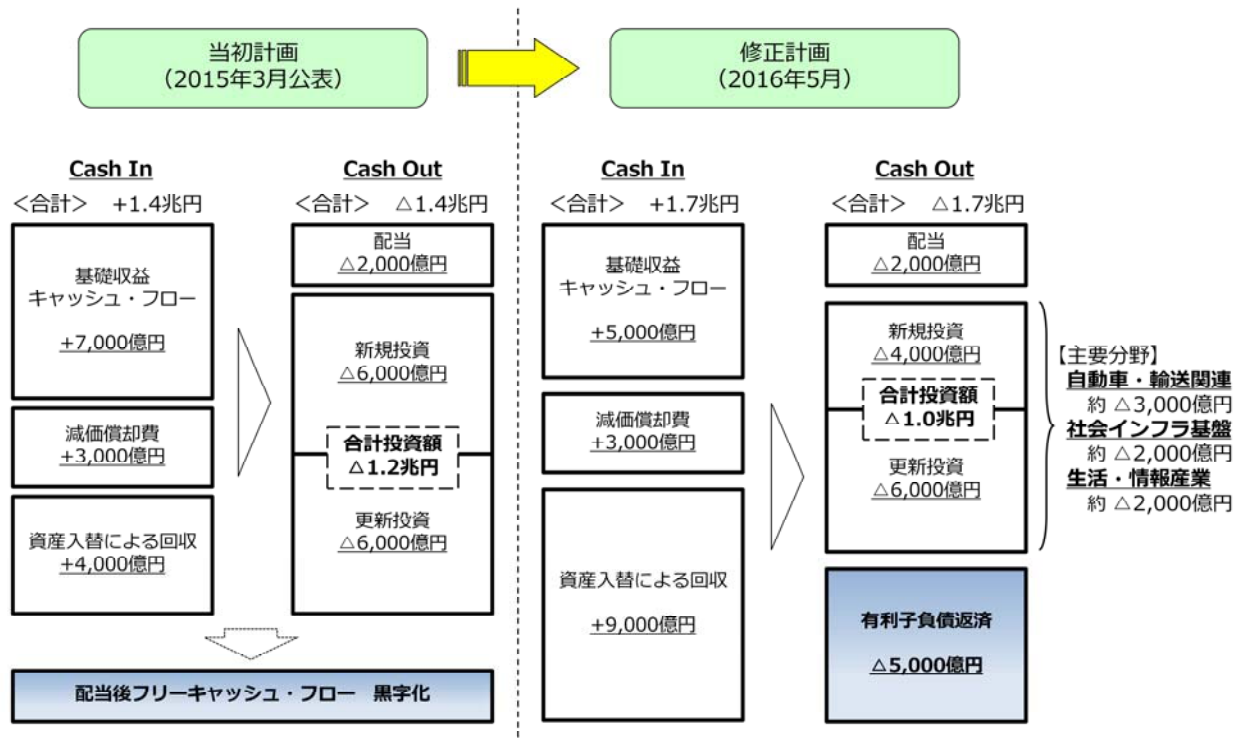 当初計画
（2015年3月公表）
修正計画
（2016年5月）
Cash In
＜合計＞ +1.4兆円
基礎収益
キャッシュ・フロー
+7,000億円
減価償却費
+3,000億円
資産入替による回収
+4,000億円
Cash Out
＜合計＞ △1.4兆円
配当
△2,000億円
新規投資
△6,000億円
合計投資額
△1.2兆円
更新投資
△6,000億円
配当後フリーキャッシュ・フロー 黒字化
Cash In
＜合計＞ +1.7兆円
基礎収益
キャッシュ・フロー
+5,000億円
減価償却費
+3,000億円
資産入替による回収
+9,000億円
Cash Out
＜合計＞ △1.7兆円
配当
△2,000億円
新規投資
△4,000億円
合計投資額
△1.0兆円
更新投資
△6,000億円
有利子負債返済
△5,000億円
【主要分野】
自動車・輸送関連
約 △3,000億円
社会インフラ基盤
約 △2,000億円
生活・情報産業
約 △2,000億円